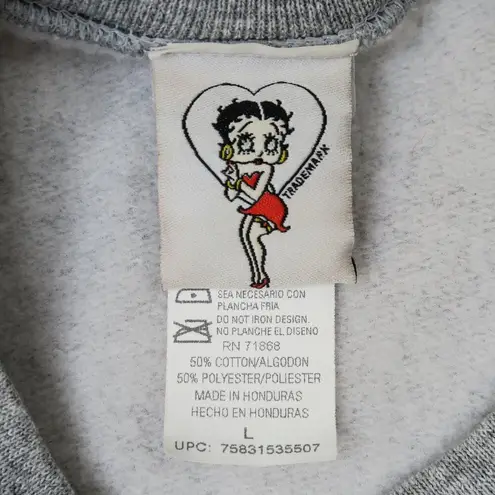 TRADEMARK
SEA NECESARIO CON
PLANCHA FRIA
DO NOT IRON DESIGN.
NO PLANCHE EL DISENO
RN 71868
50% COTTON/ALGODON
50% POLYESTER/POLIESTER
MADE IN HONDURAS
HECHO EN HONDURAS
L
UPC: 75831535507